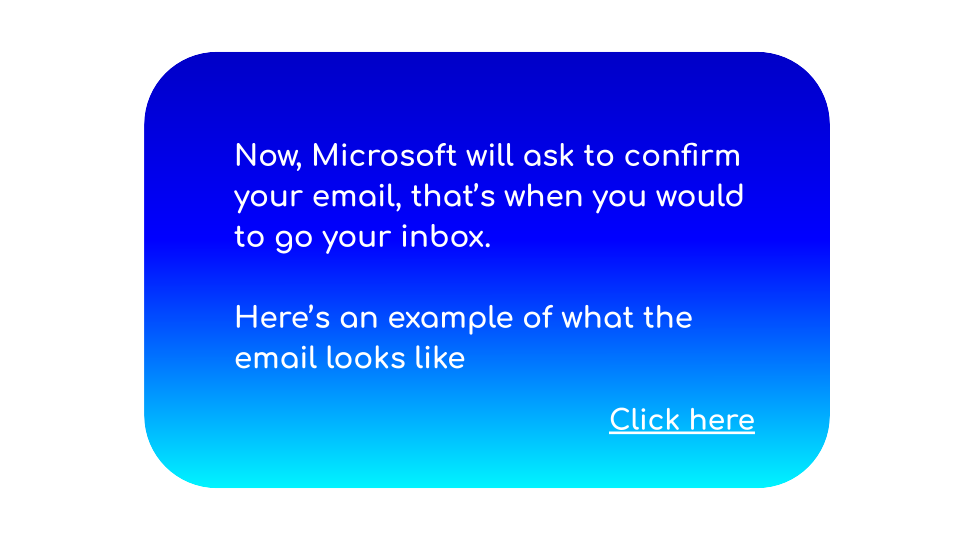 Now, Microsoft will ask to confirm
your email, that’s when you would
to go your inbox.
Here’s an example of what the
email looks like
Click here